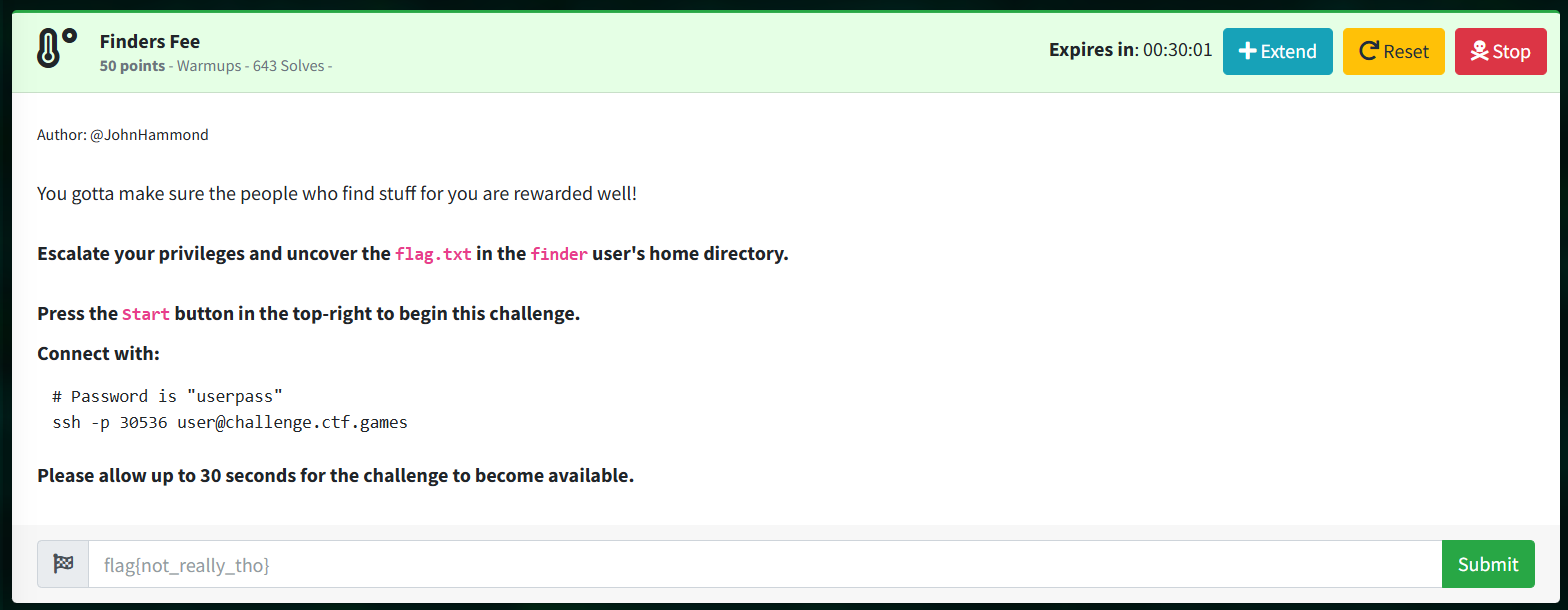 Finders Fee
50 points - Warmups - 643 Solves -
Expires in: 00:30:01
Extend
Reset
Stop
Author: @JohnHammond
You gotta make sure the people who find stuff for you are rewarded well!
Escalate your privileges and uncover the flag.txt in the finder user's home directory.
Press the Start button in the top-right to begin this challenge.
Connect with:
# Password is "userpass"
ssh -p 30536 user@challenge.ctf.games
Please allow up to 30 seconds for the challenge to become available.
flag{not_really_tho}
Submit